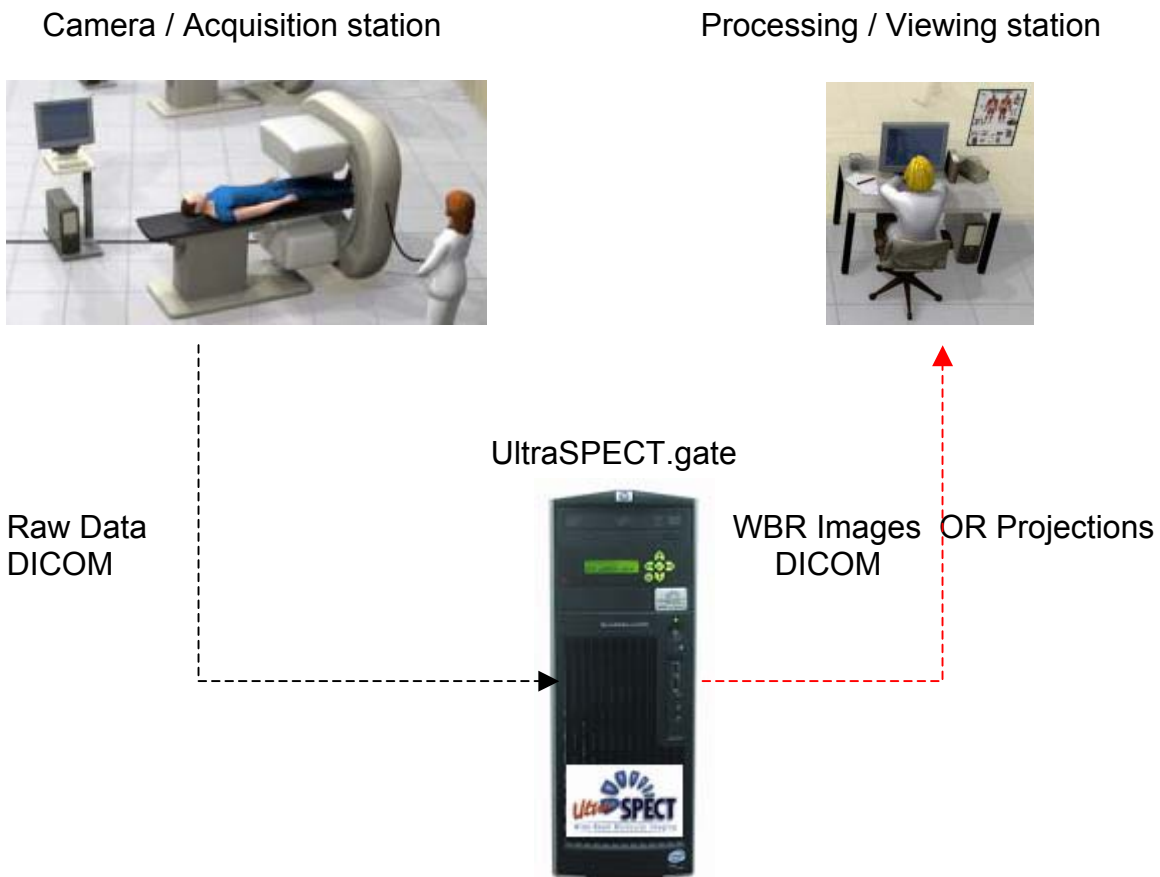 Camera / Acquisition station
Processing / Viewing station
UltraSPECT.gate
Raw Data
DICOM
WBR Images OR Projections
DICOM
UltraSPECT